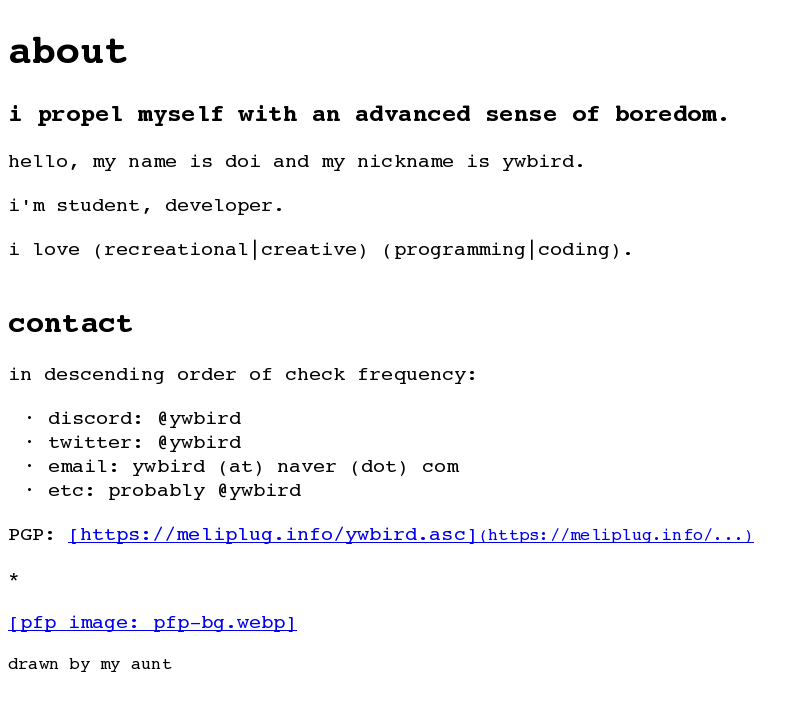 about
i propel myself with an advanced sense of boredom.
hello, my name is doi and my nickname is ywbird.
i'm student, developer.
i love (recreational|creative) (programming|coding).
contact
in descending order of check frequency:
· discord: @ywbird
· twitter: @ywbird
· email: ywbird (at) naver (dot) com
· etc: probably @ywbird
PGP: [https://meliplug.info/ywbird.asc](https://meliplug.info/...)
*
[pfp image: pfp-bg.webp]
drawn by my aunt